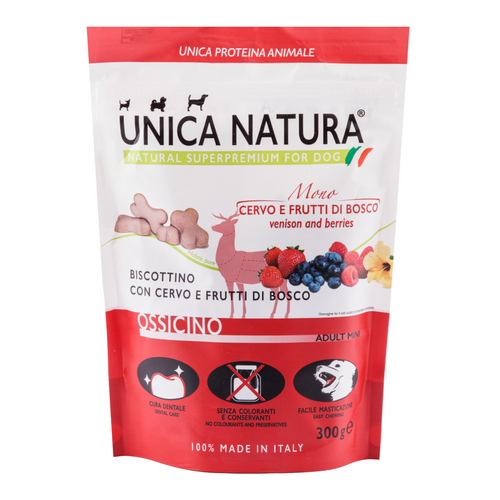 UNICA PROTEINA ANIMALE
UNICA NATURA®
NATURAL SUPERPREMIUM FOR DOG
Mono
CERVO E FRUTTI DI BOSCO
venison and berries
BISCOTTINO
CON CERVO E FRUTTI DI BOSCO
OSSICINO
ADULT MINI
CURA DENTALE
DENTAL CARE
SENZA COLORANTI
E CONSERVANTI
NO COLOURANTS AND PRESERVATIVES
FACILE MASTICAZIONE
EASY CHEWING
300g℮
100% MADE IN ITALY